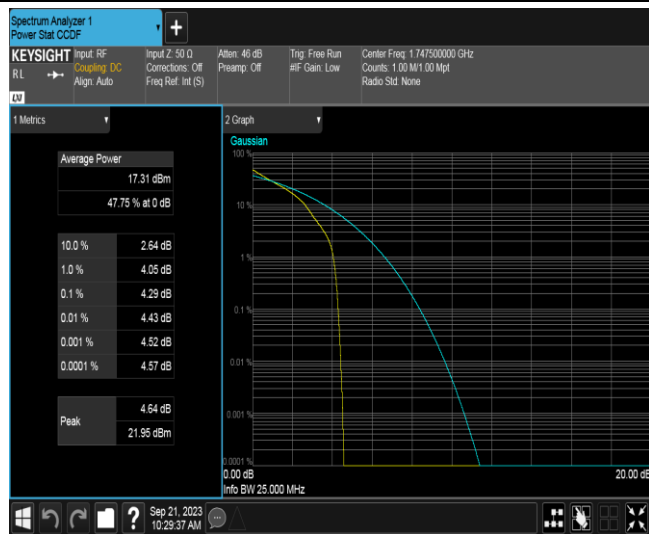 Spectrum Analyzer 1
Power Stat CCDF
+
KEYSIGHT
RL
Input: RF
Coupling: DC
Align: Auto
Input Z: 50 Ω
Corrections: Off
Freq Ref: Int (S)
Atten: 46 dB
Preamp: Off
Trig: Free Run
#IF Gain: Low
Center Freq: 1.747500000 GHz
Counts: 1.00 M/1.00 Mpt
Radio Std: None
1 Metrics
Average Power
17.31 dBm
47.75 % at 0 dB
10.0 % 2.64 dB
1.0 % 4.05 dB
0.1 % 4.29 dB
0.01 % 4.43 dB
0.001 % 4.52 dB
0.0001 % 4.57 dB
Peak
4.64 dB
21.95 dBm
2 Graph
Gaussian
100 %
10 %
1 %
0.1 %
0.01 %
0.001 %
0.0001 %
0.00 dB 20.00 dB
Info BW 25.000 MHz
?
Sep 21, 2023
10:29:37 AM